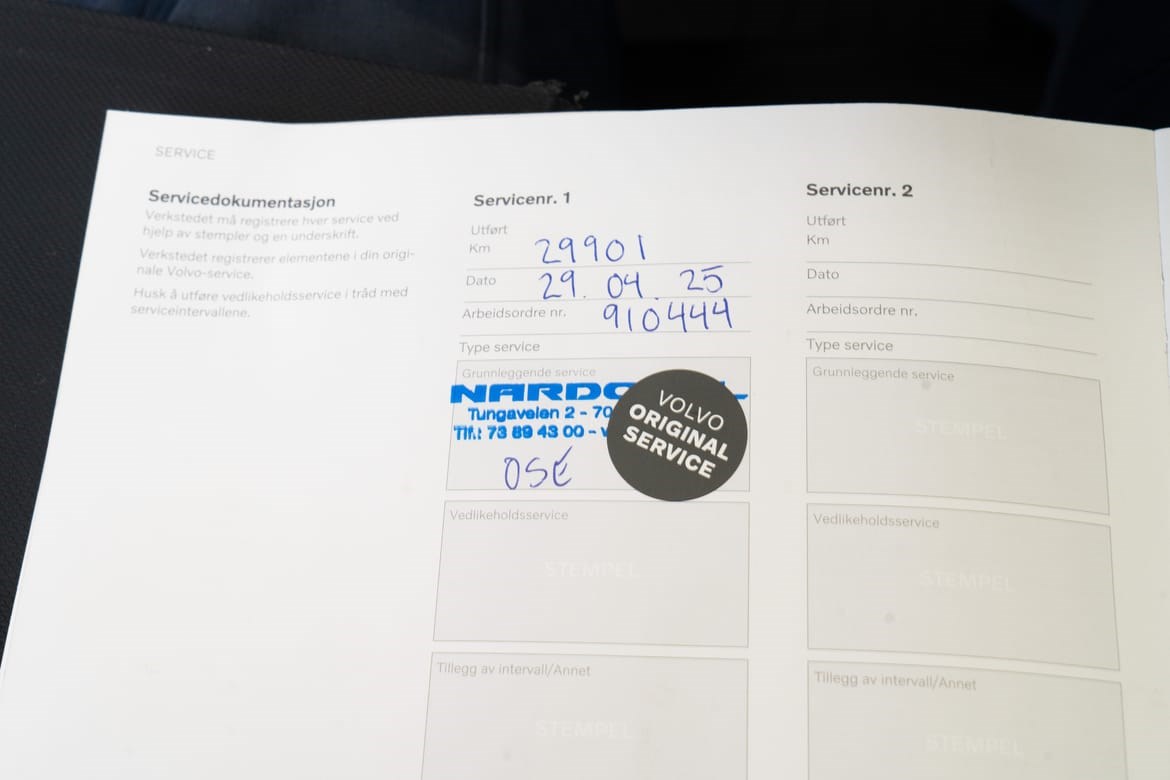 SERVICE
Servicedokumentasjon
Verkstedet må registrere hver service ved
hjelp av stempler og en underskrift.
Verkstedet registrerer elementene i din origi-
nale Volvo-service.
Husk å utføre vedlikeholdsservice i tråd med
serviceintervallene.
Servicenr. 1
Utført
Km 29901
Dato 29. 04. 25
Arbeidsordre nr. 910444
Type service
Grunnleggende service
Tungaveien 2 - 70
Tlf.: 73 89 43 00 -
VOLVO
ORIGINAL
SERVICE
Vedlikeholdsservice
STEMPEL
Tillegg av intervall/Annet
STEMPEL
Servicenr. 2
Utført
Km
Dato
Arbeidsordre nr.
Type service
Grunnleggende service
STEMPEL
Vedlikeholdsservice
STEMPEL
Tillegg av intervall/Annet
STEMPEL